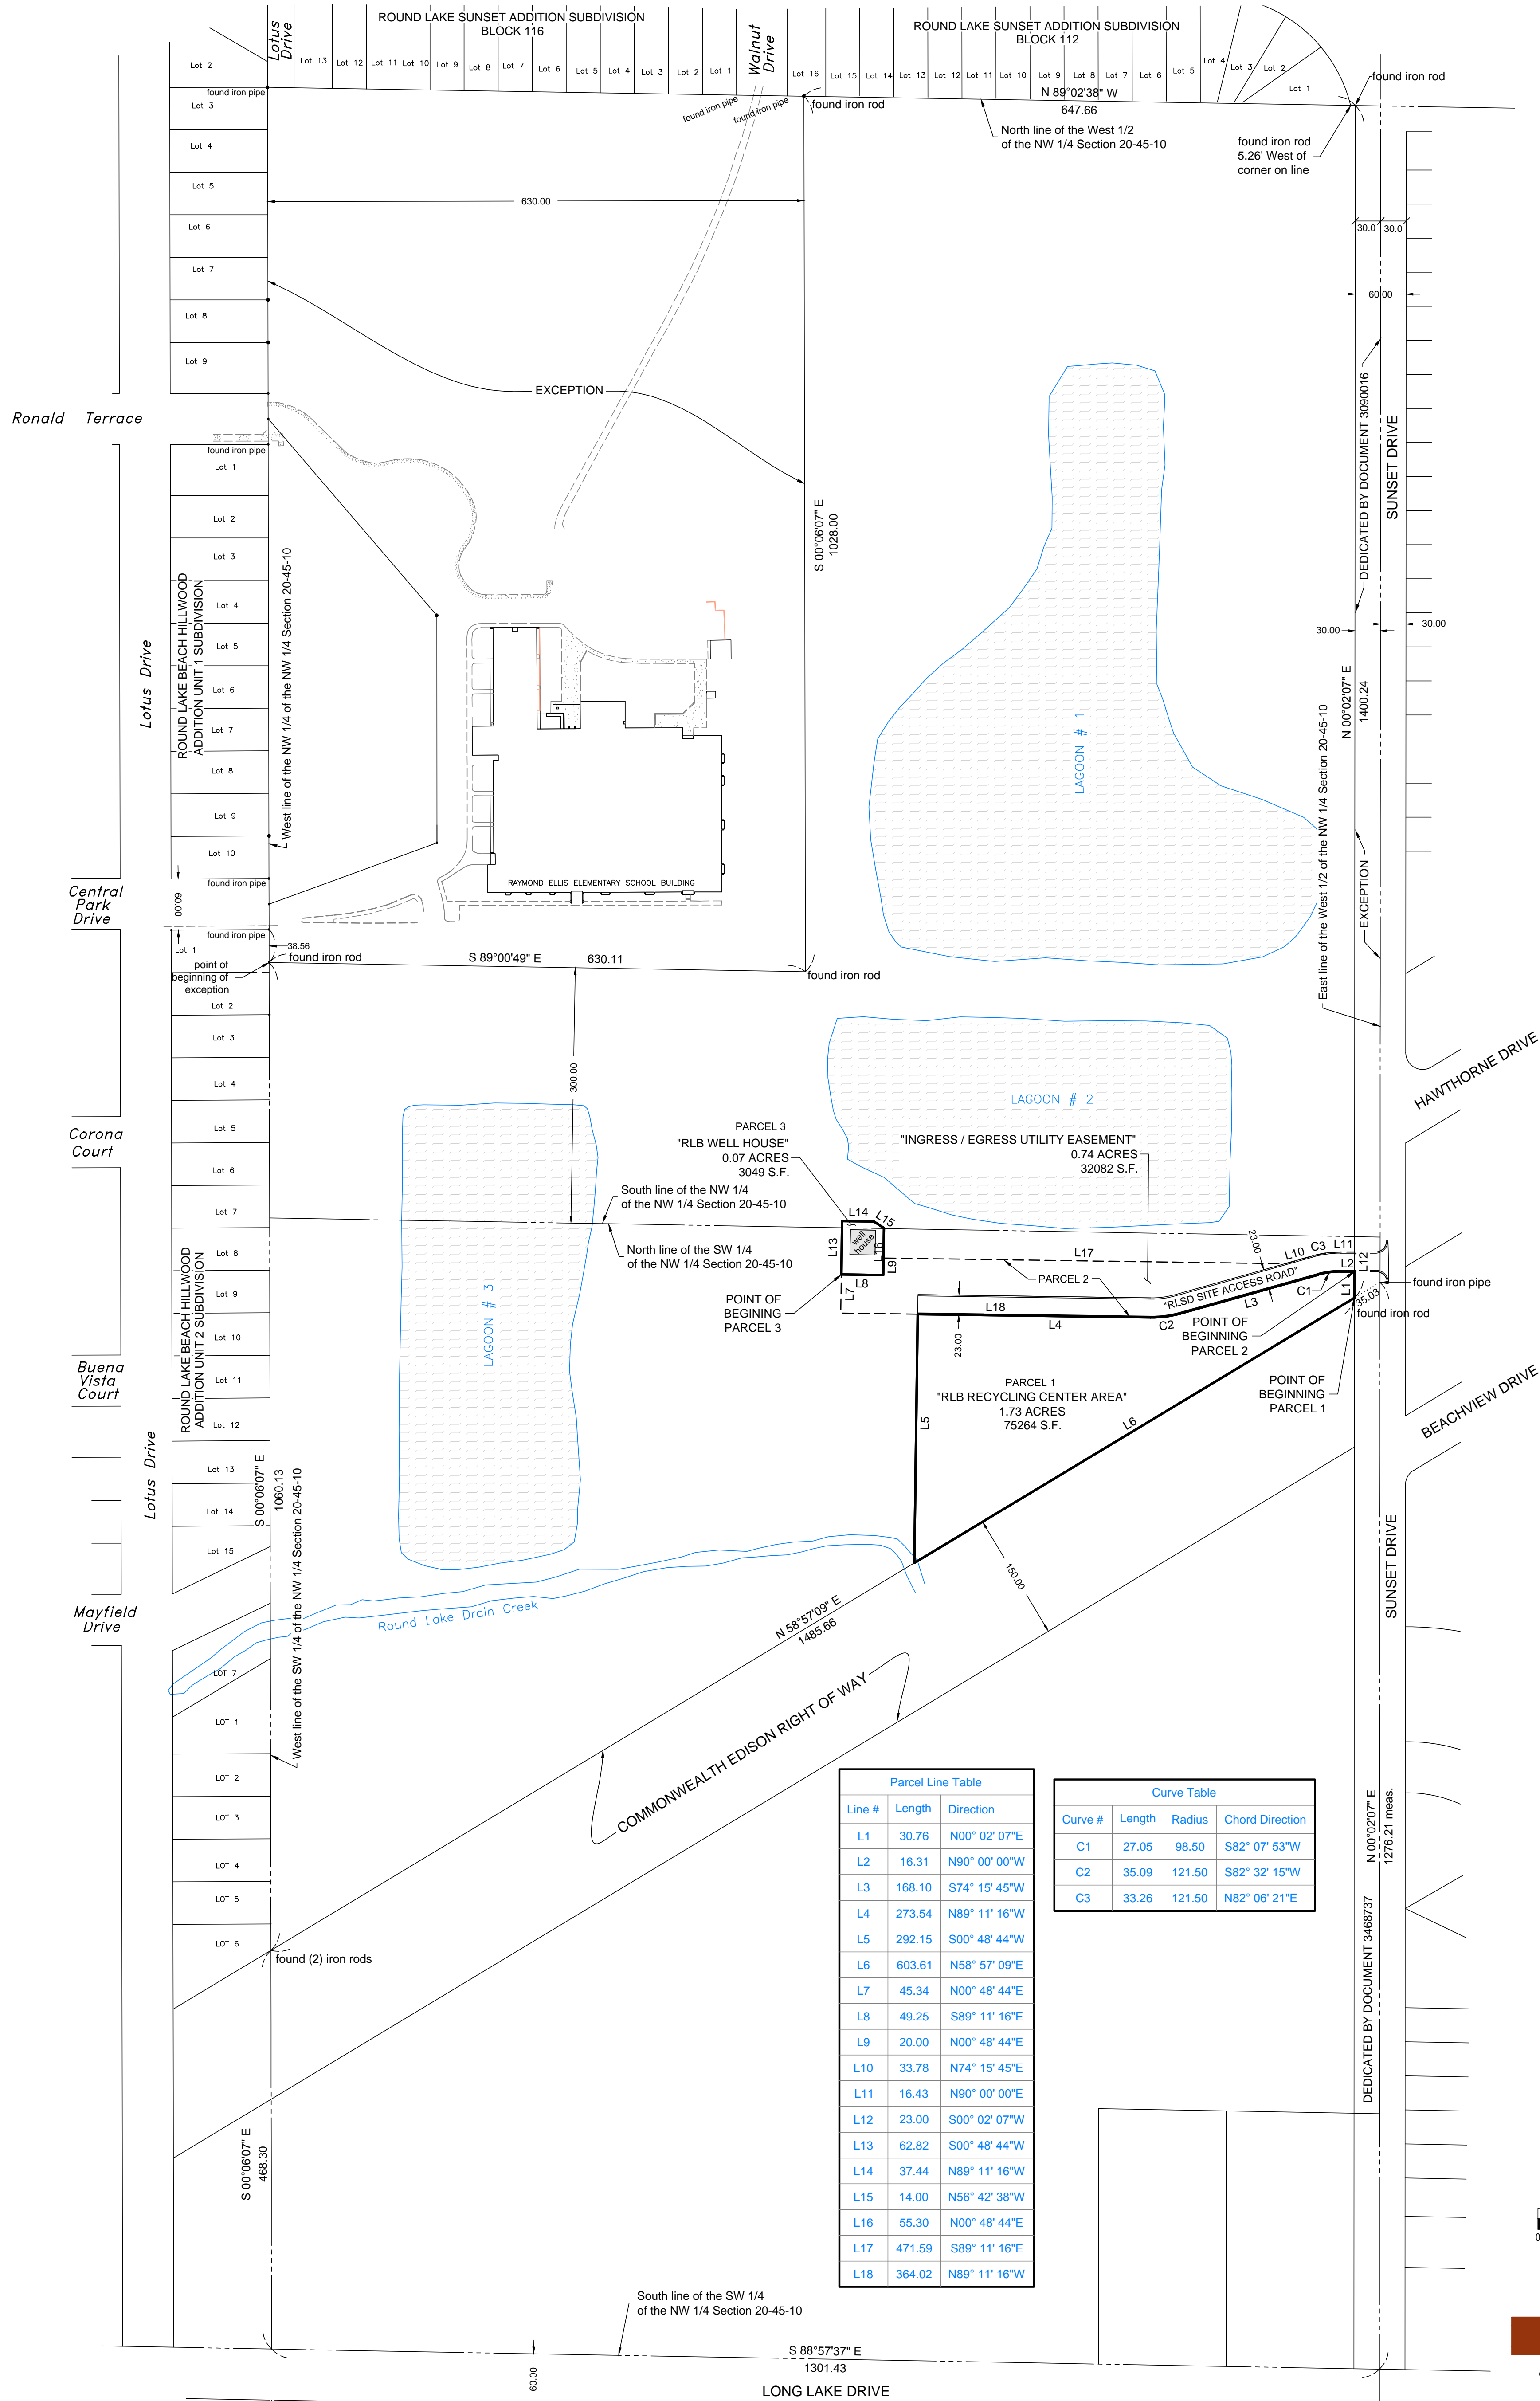 ROUND LAKE SUNSET ADDITION SUBDIVISION
BLOCK 116
ROUND LAKE SUNSET ADDITION SUBDIVISION
BLOCK 112
Lotus
Drive
Walnut
Drive
Lot 2
Lot 13
Lot 12
Lot 11
Lot 10
Lot 9
Lot 8
Lot 7
Lot 6
Lot 5
Lot 4
Lot 3
Lot 2
Lot 1
Lot 16
Lot 15
Lot 14
Lot 13
Lot 12
Lot 11
Lot 10
Lot 9
Lot 8
Lot 7
Lot 6
Lot 5
Lot 4
Lot 3
Lot 2
Lot 1
found iron rod
found iron pipe
found iron pipe
found iron pipe
found iron rod
N 89°02'38" W
647.66
North line of the West 1/2
of the NW 1/4 Section 20-45-10
found iron rod
5.26' West of
corner on line
Lot 3
Lot 4
Lot 5
Lot 6
Lot 7
Lot 8
Lot 9
630.00
30.0
30.0
60.00
EXCEPTION
DEDICATED BY DOCUMENT 3090016
SUNSET DRIVE
Ronald Terrace
found iron pipe
Lot 1
Lot 2
Lot 3
Lot 4
Lot 5
Lot 6
Lot 7
Lot 8
Lot 9
Lot 10
S 00°06'07" E
1028.00
ROUND LAKE BEACH HILLWOOD
ADDITION UNIT 1 SUBDIVISION
West line of the NW 1/4 of the NW 1/4 Section 20-45-10
Lotus Drive
30.00
30.00
N 00°02'07" E
1400.24
LAGOON # 1
East line of the West 1/2 of the NW 1/4 Section 20-45-10
EXCEPTION
RAYMOND ELLIS ELEMENTARY SCHOOL BUILDING
found iron pipe
Central
Park
Drive
60.00
found iron pipe
Lot 1
38.56
found iron rod
point of
beginning of
exception
S 89°00'49" E
630.11
found iron rod
Lot 2
Lot 3
Lot 4
Lot 5
Lot 6
Lot 7
Lot 8
Lot 9
Lot 10
Lot 11
Lot 12
Lot 13
Lot 14
Lot 15
300.00
HAWTHORNE DRIVE
LAGOON # 2
Corona
Court
PARCEL 3
"RLB WELL HOUSE"
0.07 ACRES
3049 S.F.
"INGRESS / EGRESS UTILITY EASEMENT"
0.74 ACRES
32082 S.F.
South line of the NW 1/4
of the NW 1/4 Section 20-45-10
North line of the SW 1/4
of the NW 1/4 Section 20-45-10
L14
L15
L13
well
house
L16
L9
L8
L7
L17
23.00
L10
C3
L11
L12
L2
L1
C1
L3
"RLSD SITE ACCESS ROAD"
PARCEL 2
L18
L4
C2
23.00
35.03
found iron pipe
found iron rod
POINT OF
BEGINING
PARCEL 3
POINT OF
BEGINNING
PARCEL 2
POINT OF
BEGINNING
PARCEL 1
LAGOON # 3
ROUND LAKE BEACH HILLWOOD
ADDITION UNIT 2 SUBDIVISION
Buena
Vista
Court
PARCEL 1
"RLB RECYCLING CENTER AREA"
1.73 ACRES
75264 S.F.
L5
L6
BEACHVIEW DRIVE
Lotus Drive
S 00°06'07" E
1060.13
West line of the SW 1/4 of the NW 1/4 Section 20-45-10
150.00
SUNSET DRIVE
Mayfield
Drive
Round Lake Drain Creek
N 58°57'09" E
1485.66
COMMONWEALTH EDISON RIGHT OF WAY
LOT 7
LOT 1
LOT 2
LOT 3
LOT 4
LOT 5
LOT 6
found (2) iron rods
Parcel Line Table
Line # Length Direction
L1 30.76 N00° 02' 07"E
L2 16.31 N90° 00' 00"W
L3 168.10 S74° 15' 45"W
L4 273.54 N89° 11' 16"W
L5 292.15 S00° 48' 44"W
L6 603.61 N58° 57' 09"E
L7 45.34 N00° 48' 44"E
L8 49.25 S89° 11' 16"E
L9 20.00 N00° 48' 44"E
L10 33.78 N74° 15' 45"E
L11 16.43 N90° 00' 00"E
L12 23.00 S00° 02' 07"W
L13 62.82 S00° 48' 44"W
L14 37.44 N89° 11' 16"W
L15 14.00 N56° 42' 38"W
L16 55.30 N00° 48' 44"E
L17 471.59 S89° 11' 16"E
L18 364.02 N89° 11' 16"W
Curve Table
Curve # Length Radius Chord Direction
C1 27.05 98.50 S82° 07' 53"W
C2 35.09 121.50 S82° 32' 15"W
C3 33.26 121.50 N82° 06' 21"E
N 00°02'07" E
1276.21 meas.
DEDICATED BY DOCUMENT 3468737
S 00°06'07" E
468.30
South line of the SW 1/4
of the NW 1/4 Section 20-45-10
60.00
S 88°57'37" E
1301.43
LONG LAKE DRIVE